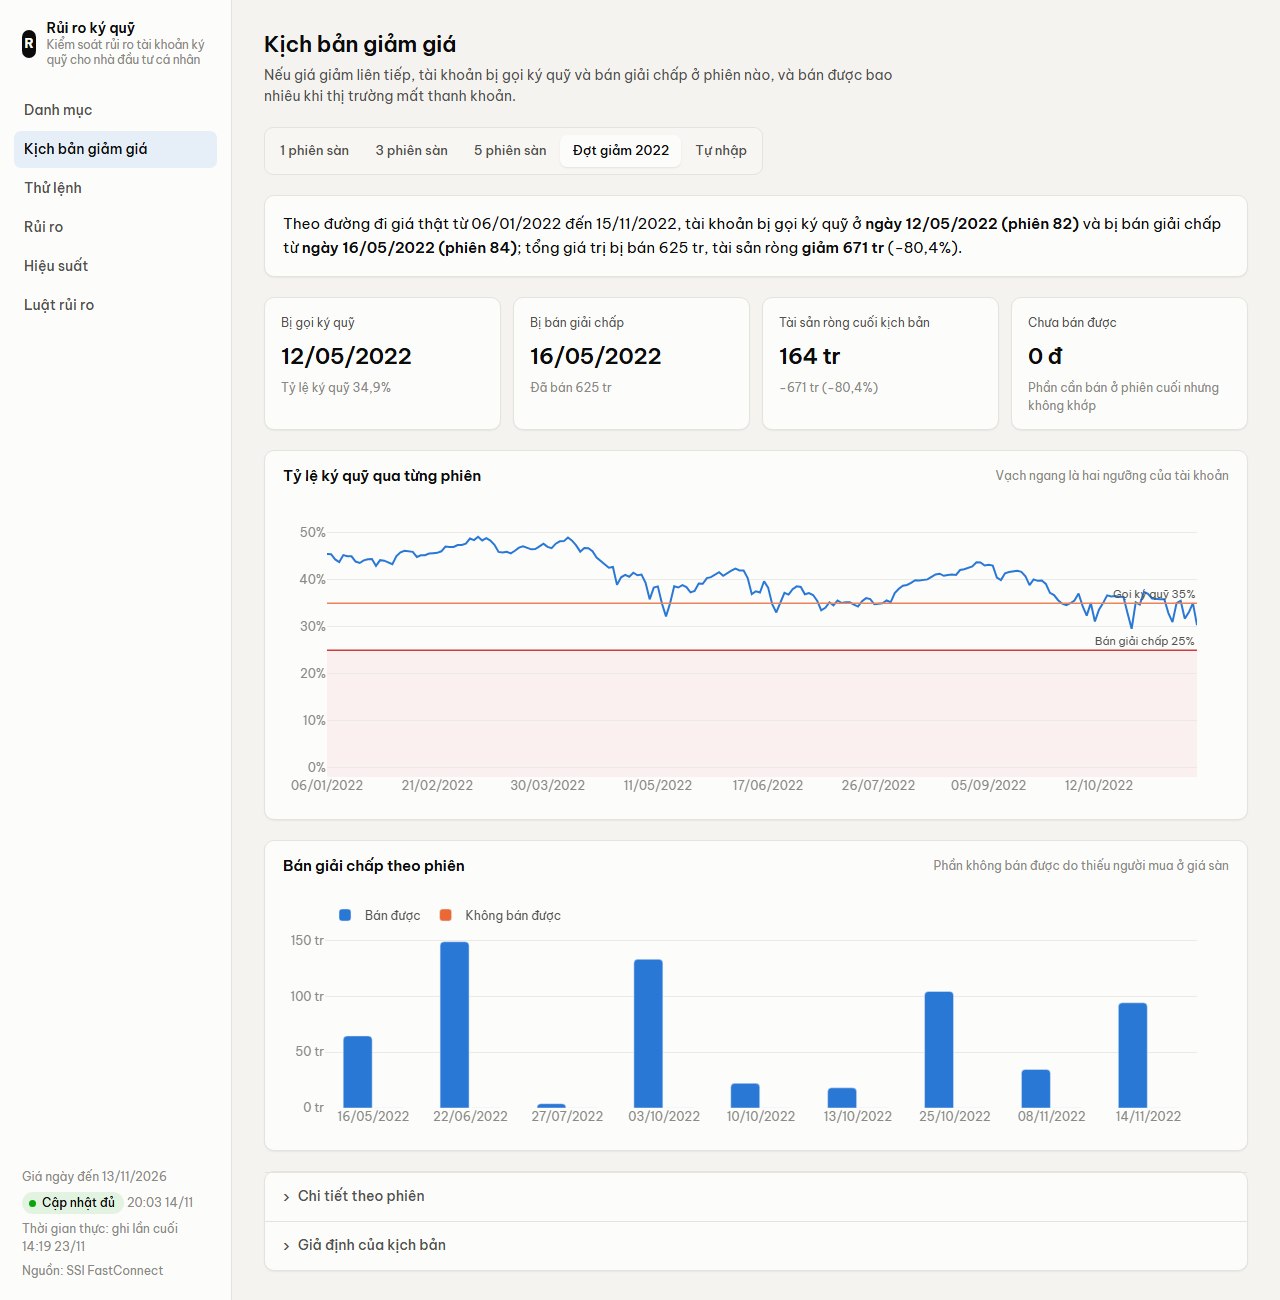 R
Rủi ro ký quỹ
Kiểm soát rủi ro tài khoản ký
quỹ cho nhà đầu tư cá nhân
Danh mục
Kịch bản giảm giá
Thử lệnh
Rủi ro
Hiệu suất
Luật rủi ro
Giá ngày đến 13/11/2026
Cập nhật đủ 20:03 14/11
Thời gian thực: ghi lần cuối
14:19 23/11
Nguồn: SSI FastConnect
Kịch bản giảm giá
Nếu giá giảm liên tiếp, tài khoản bị gọi ký quỹ và bán giải chấp ở phiên nào, và bán được bao
nhiêu khi thị trường mất thanh khoản.
1 phiên sàn 3 phiên sàn 5 phiên sàn Đợt giảm 2022 Tự nhập
Theo đường đi giá thật từ 06/01/2022 đến 15/11/2022, tài khoản bị gọi ký quỹ ở ngày 12/05/2022 (phiên 82) và bị bán giải chấp
từ ngày 16/05/2022 (phiên 84); tổng giá trị bị bán 625 tr, tài sản ròng giảm 671 tr (−80,4%).
Bị gọi ký quỹ
12/05/2022
Tỷ lệ ký quỹ 34,9%
Bị bán giải chấp
16/05/2022
Đã bán 625 tr
Tài sản ròng cuối kịch bản
164 tr
−671 tr (−80,4%)
Chưa bán được
0 đ
Phần cần bán ở phiên cuối nhưng
không khớp
Tỷ lệ ký quỹ qua từng phiên
Vạch ngang là hai ngưỡng của tài khoản
50%
40%
Gọi ký quỹ 35%
30%
Bán giải chấp 25%
20%
10%
0%
06/01/2022 21/02/2022 30/03/2022 11/05/2022 17/06/2022 26/07/2022 05/09/2022 12/10/2022
Bán giải chấp theo phiên
Phần không bán được do thiếu người mua ở giá sàn
Bán được Không bán được
150 tr
100 tr
50 tr
0 tr
16/05/2022 22/06/2022 27/07/2022 03/10/2022 10/10/2022 13/10/2022 25/10/2022 08/11/2022 14/11/2022
› Chi tiết theo phiên
› Giả định của kịch bản